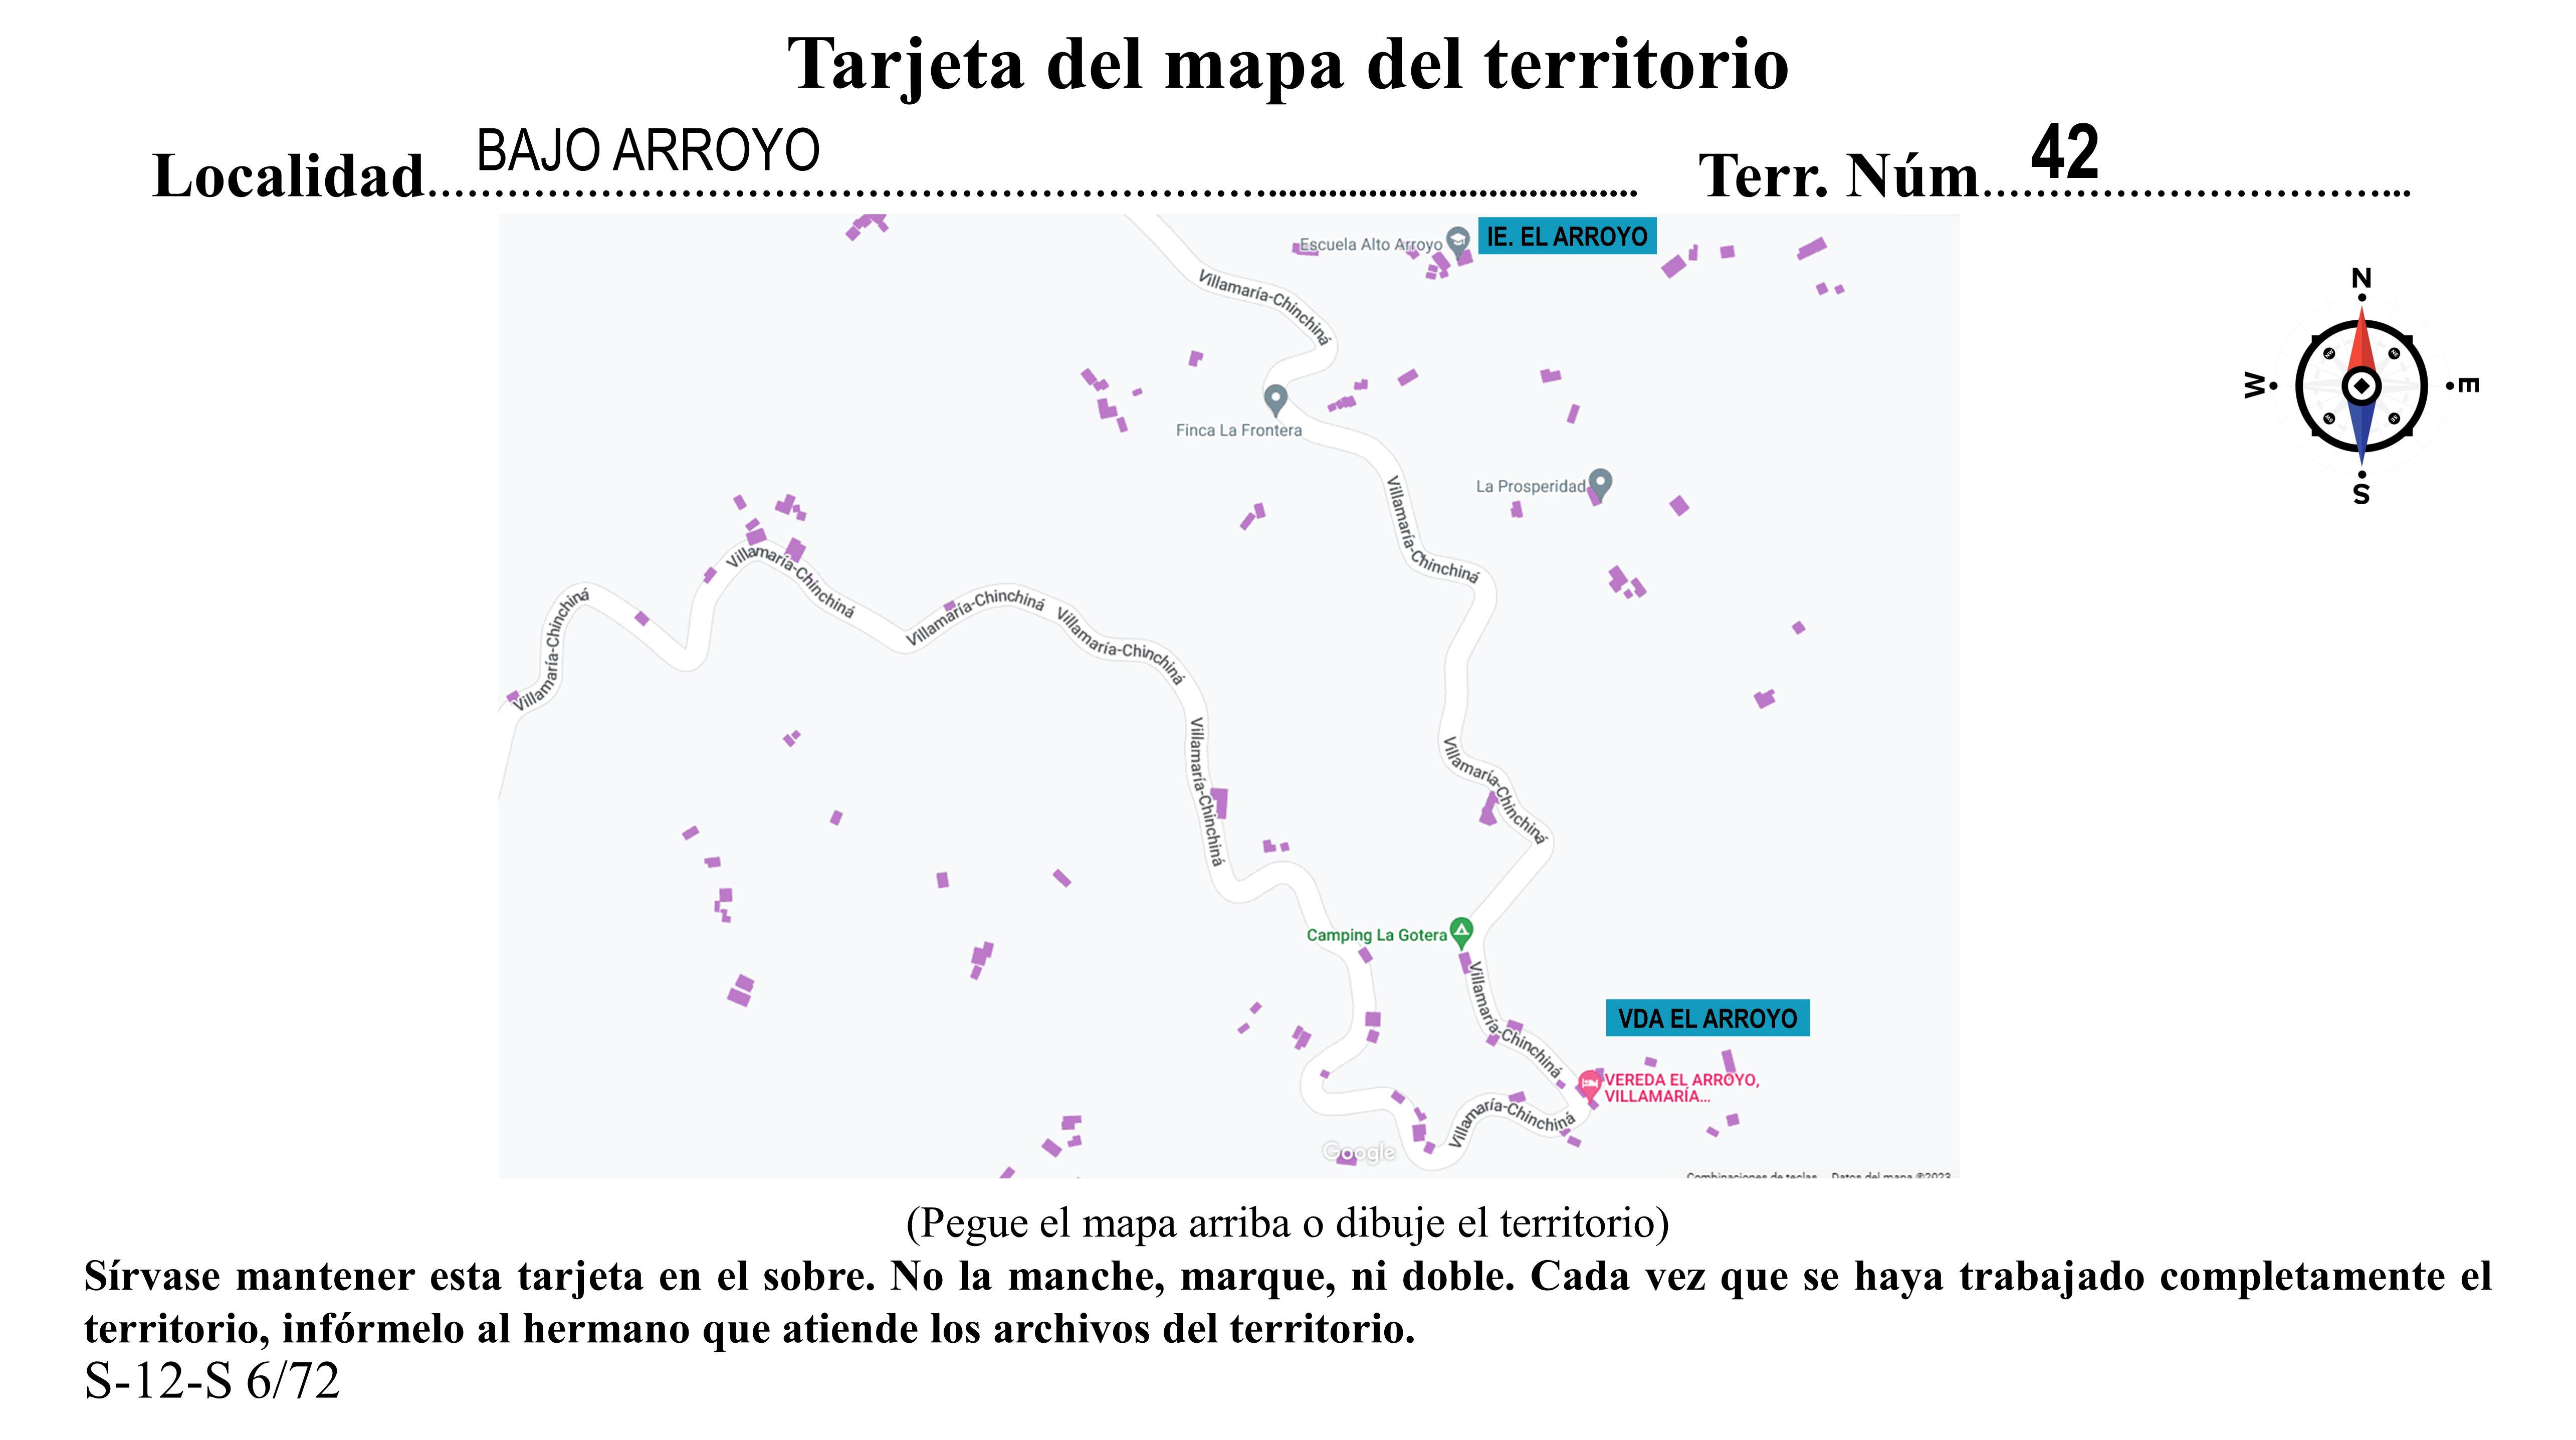 Tarjeta del mapa del territorio
Localidad
BAJO ARROYO
Terr. Núm
42
Escuela Alto Arroyo
IE. EL ARROYO
Villamaría-Chinchiná
N
W
E
S
Finca La Frontera
Villamaría-Chinchiná
La Prosperidad
Villamaría-Chinchiná
Villamaría-Chinchiná
Villamaría-Chinchiná
Villamaría-Chinchiná
Villamaría-Chinchiná
Villamaría-Chinchiná
Villamaría-Chinchiná
Camping La Gotera
Villamaría-Chinchiná
VDA EL ARROYO
VEREDA EL ARROYO,
VILLAMARÍA...
Villamaría-Chinchiná
Google
Combinaciones de teclas Datos del mapa ©2023
(Pegue el mapa arriba o dibuje el territorio)
Sírvase mantener esta tarjeta en el sobre. No la manche, marque, ni doble. Cada vez que se haya trabajado completamente el
territorio, infórmelo al hermano que atiende los archivos del territorio.
S-12-S 6/72